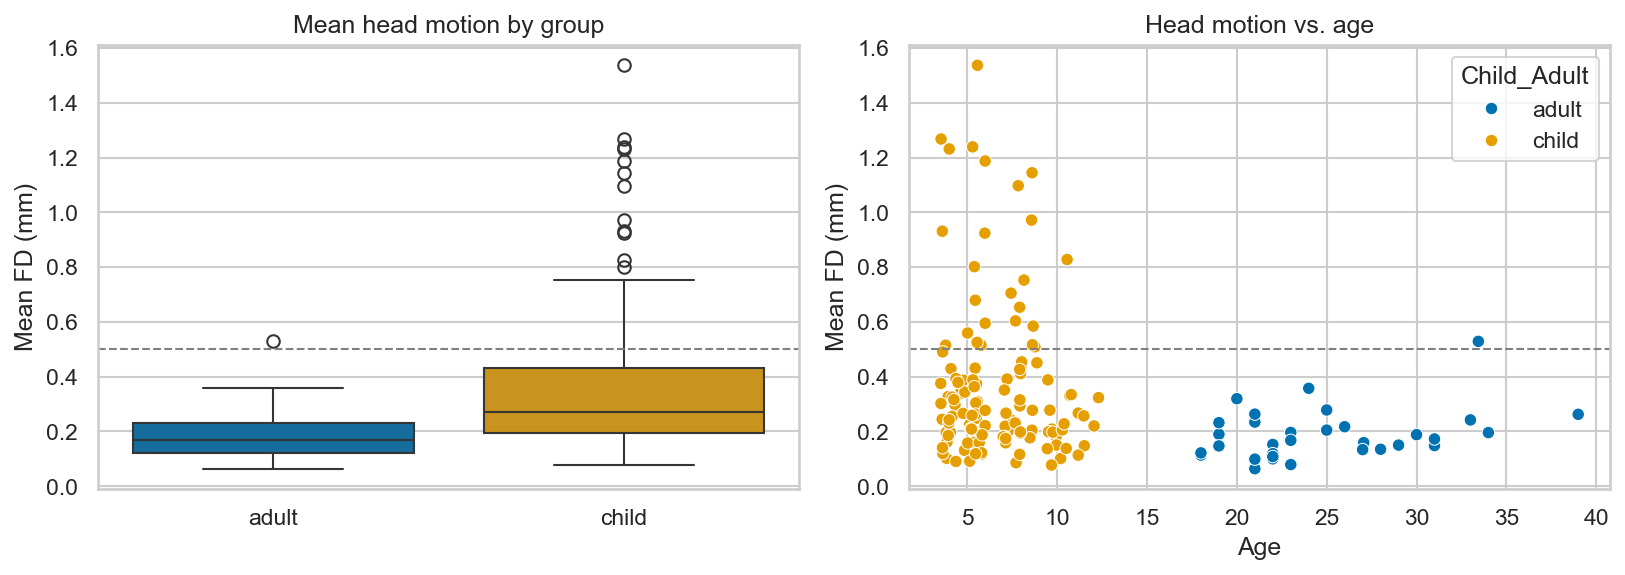 Mean head motion by group
Mean FD (mm)
1.6
1.4
1.2
1.0
0.8
0.6
0.4
0.2
0.0
adult
child
Head motion vs. age
Mean FD (mm)
1.6
1.4
1.2
1.0
0.8
0.6
0.4
0.2
0.0
Child_Adult
adult
child
5 10 15 20 25 30 35 40
Age